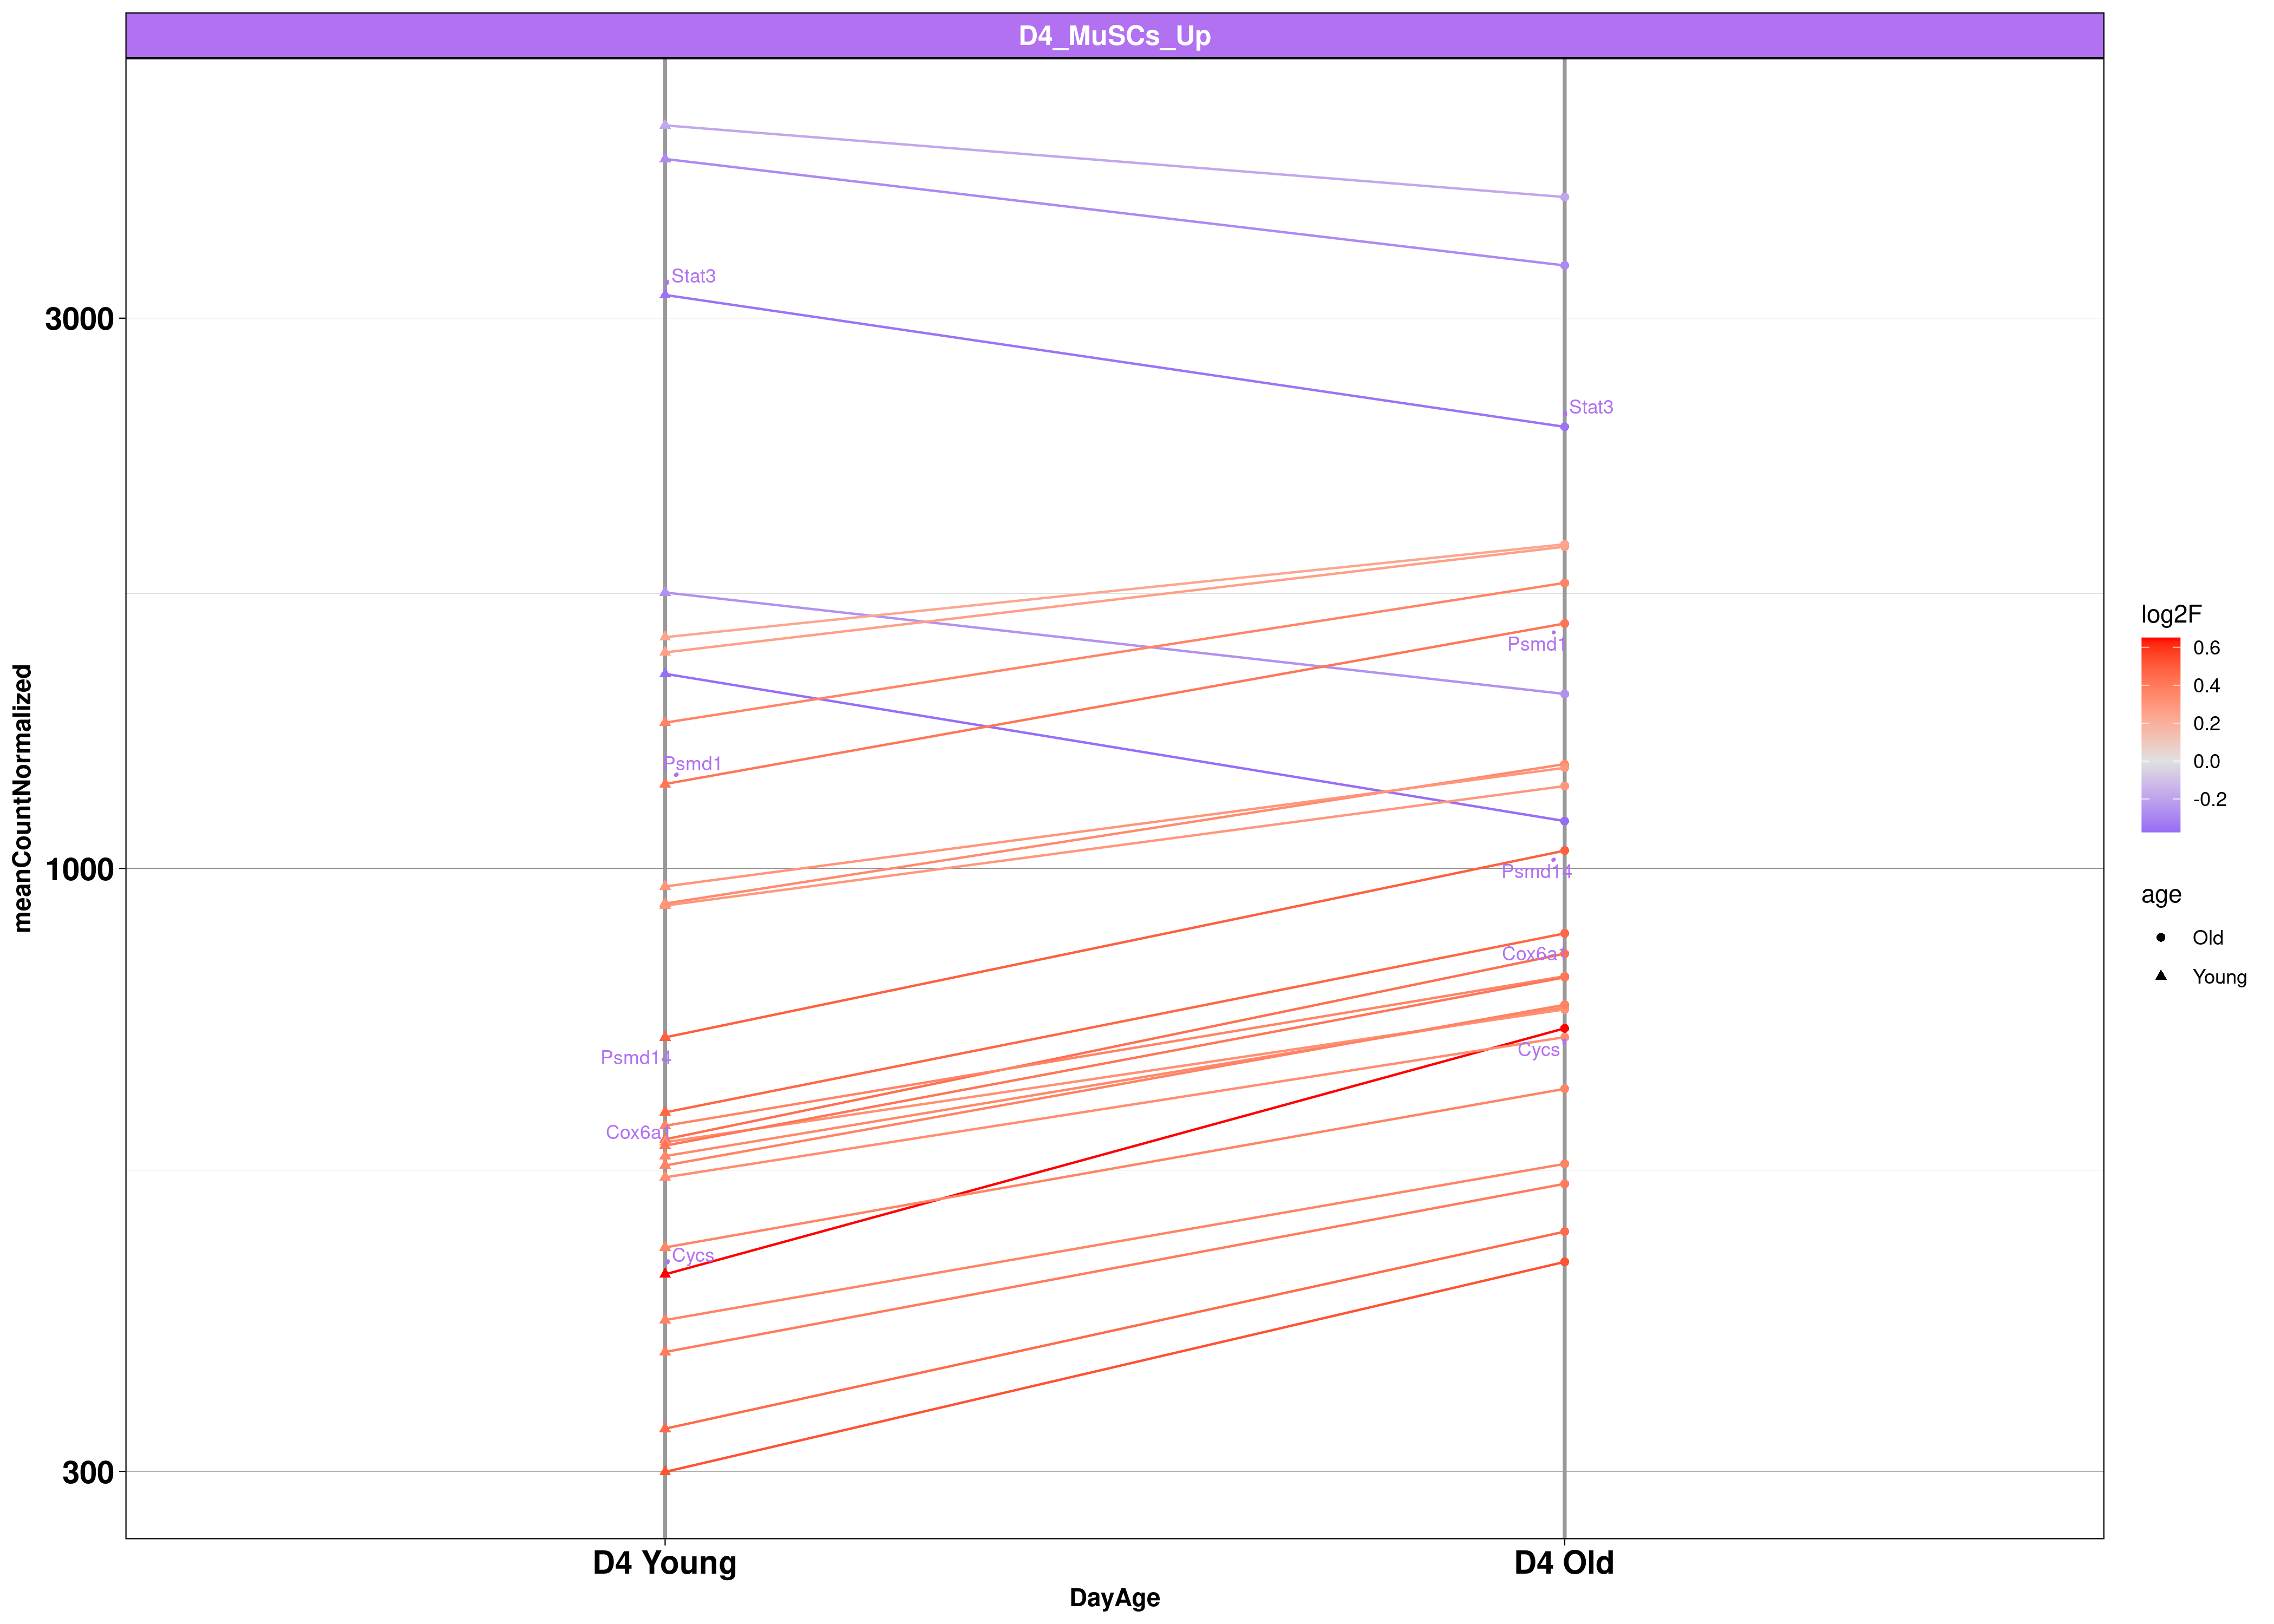 D4_MuSCs_Up
meanCountNormalized
3000
1000
300
Stat3
Stat3
Psmd1
Psmd1
Psmd14
Cox6a1
Psmd14
Cox6a1
Cycs
Cycs
D4 Young
D4 Old
DayAge
log2F
0.6
0.4
0.2
0.0
-0.2
age
Old
Young